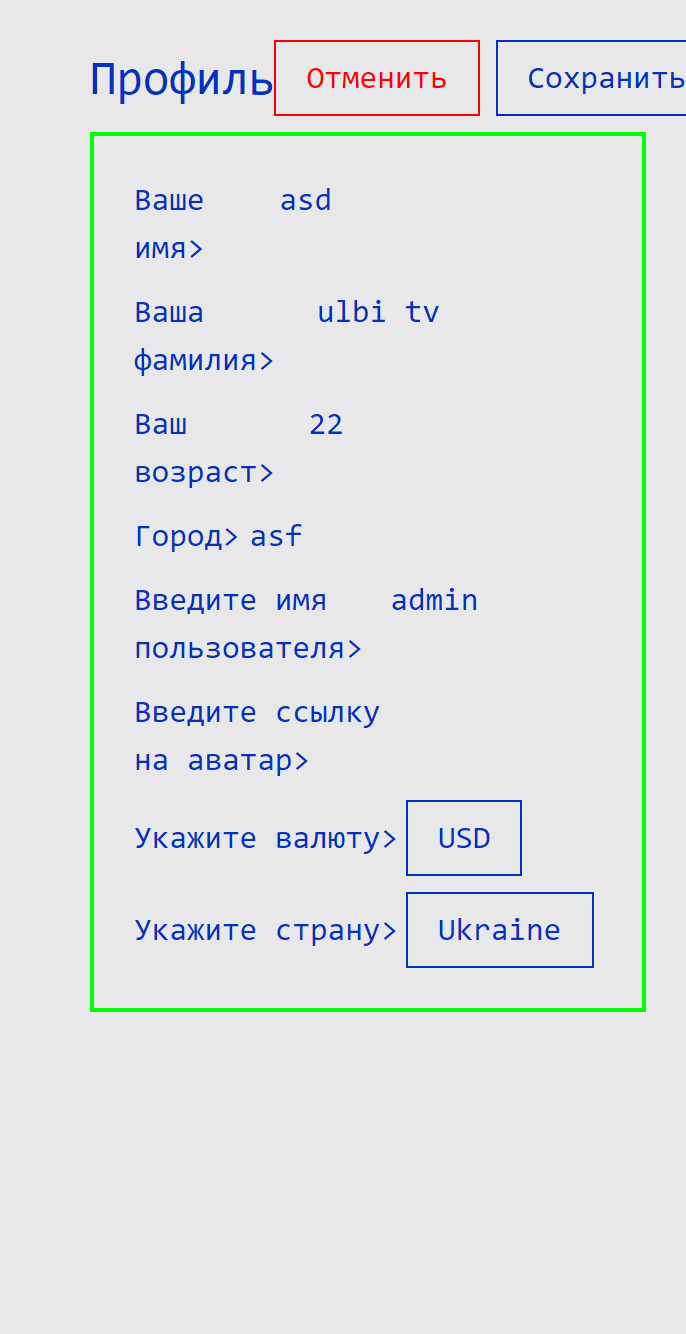 Профиль Отменить Сохранить
Ваше asd
имя>
Ваша ulbi tv
фамилия>
Ваш 22
возраст>
Город> asf
Введите имя admin
пользователя>
Введите ссылку
на аватар>
Укажите валюту> USD
Укажите страну> Ukraine